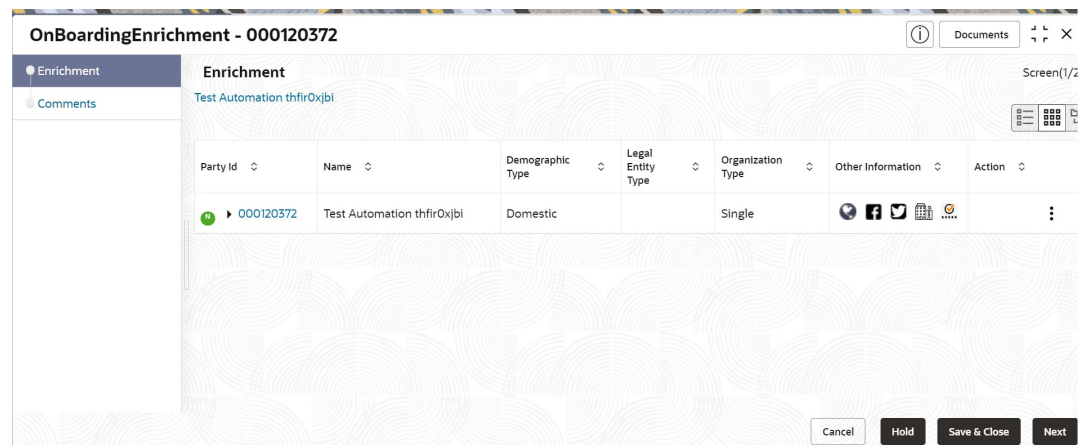 OnBoardingEnrichment - 000120372
Documents
Enrichment
Comments
Enrichment
Screen(1/2
Test Automation thfir0xjbi
Party Id
Name
Demographic Type
Legal Entity Type
Organization Type
Other Information
Action
N
000120372
Test Automation thfir0xjbi
Domestic
Single
Cancel
Hold
Save & Close
Next